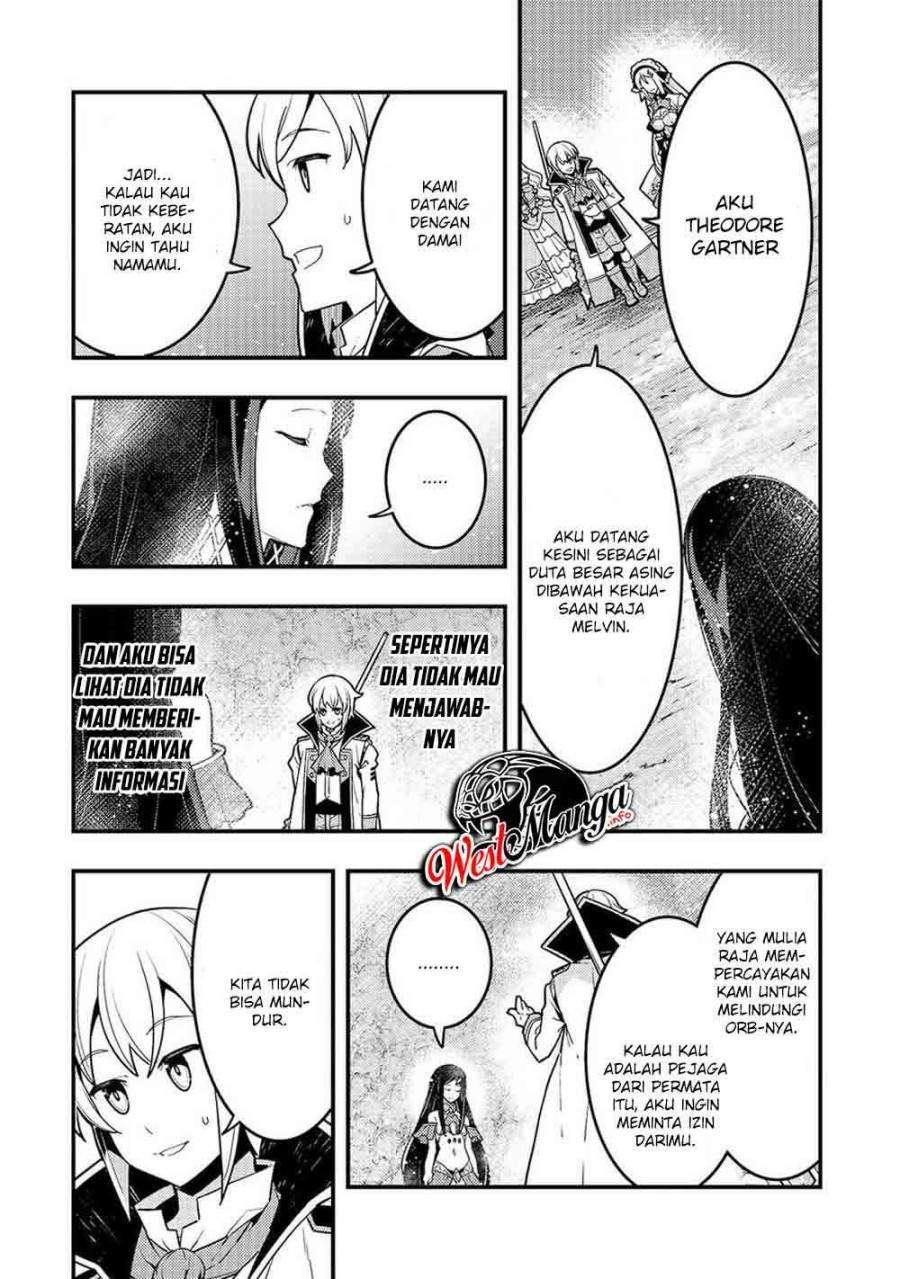 AKU
THEODORE
GARTNER
AKU DATANG
KESINI SEBAGAI
DUTA BESAR ASING
DIBAWAH KEKUA-
SAAN RAJA
MELVIN.
KAMI
DATANG
DENGAN
DAMAI
JADI...
KALAU KAU
TIDAK KEBE-
RATAN, AKU
INGIN TAHU
NAMAMU.
.....
SEPERTINYA
DIA TIDAK MAU
MENJAWAB-
NYA
DAN AKU BISA
LIHAT DIA TIDAK
MAU MEMBERI-
KAN BANYAK
INFORMASI
WestManga
.info
YANG MULIA
RAJA MEM-
PERCAYAKAN
KAMI UNTUK
MELINDUNGI
ORB-NYA.
KALAU KAU
ADALAH PEJAGA
DARI PERMATA
ITU, AKU INGIN
MEMINTA IZIN
DARIMU.
........
KITA TIDAK
BISA MUN-
DUR.